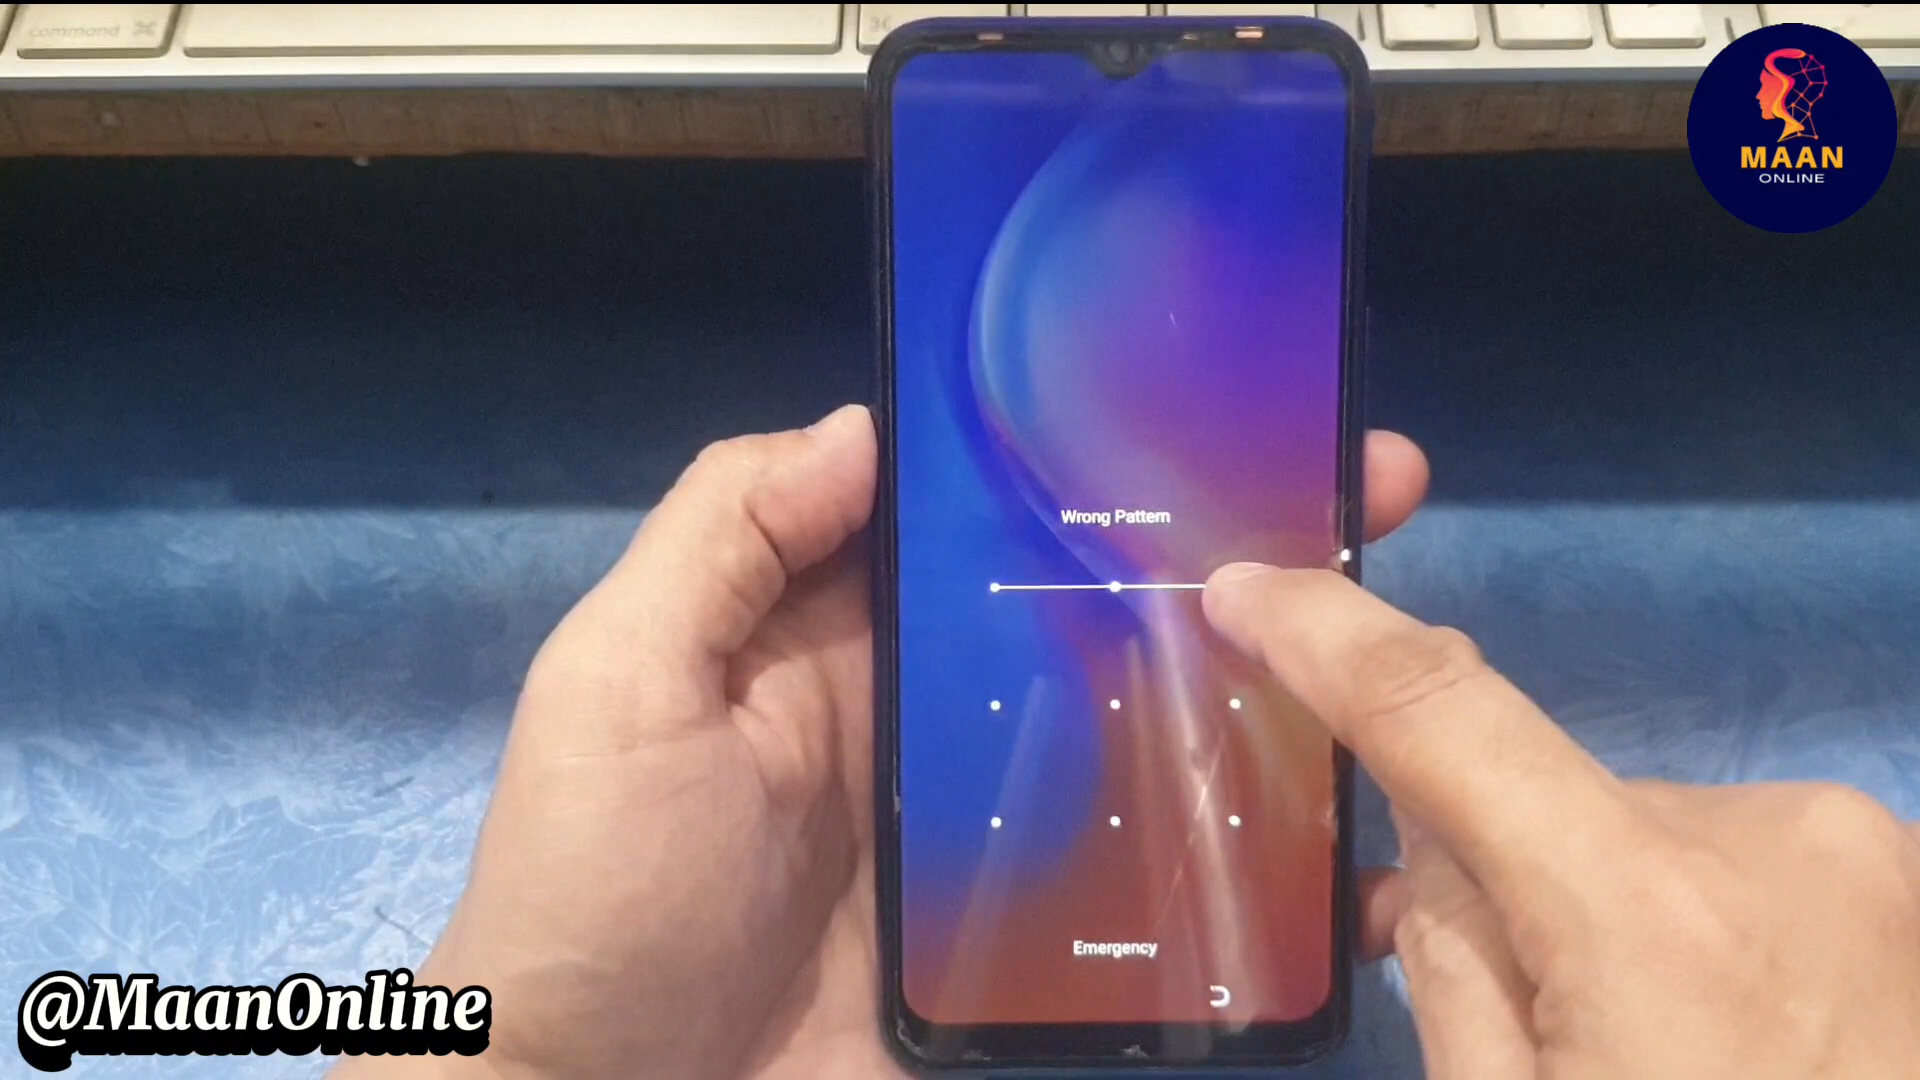 command ⌘
MAAN
ONLINE
Wrong Pattern
Emergency
@MaanOnline